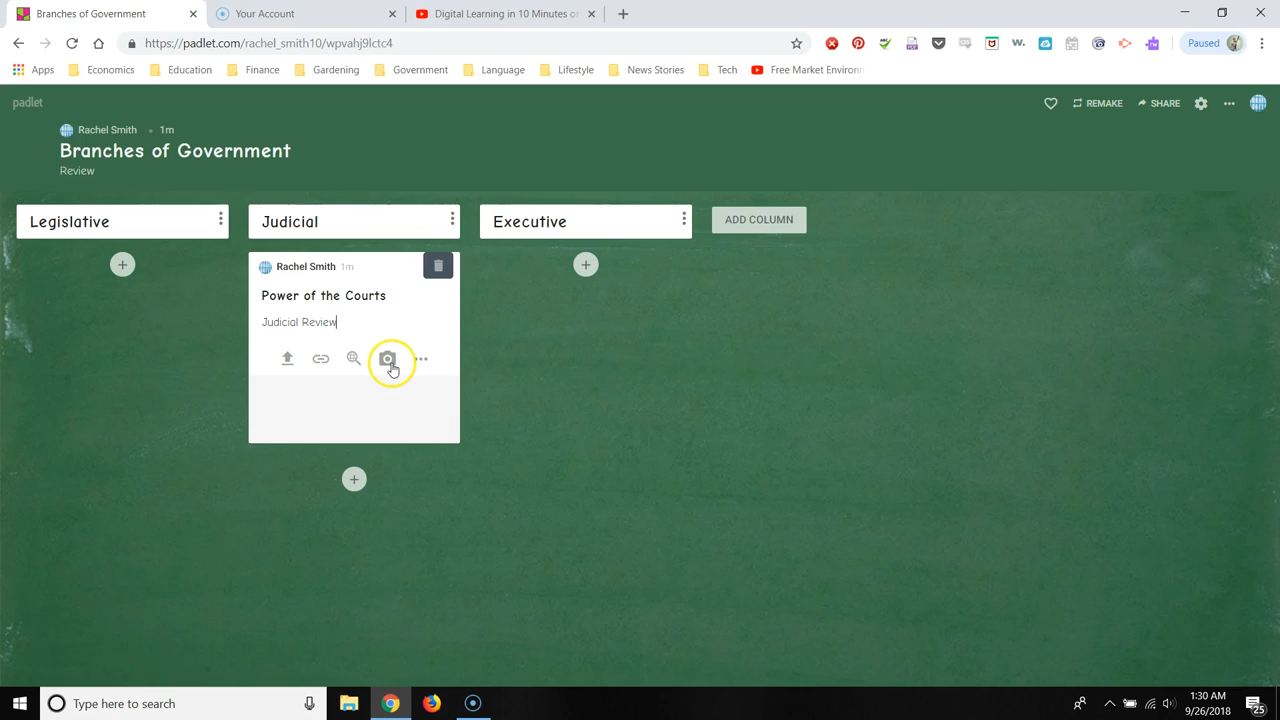 Branches of Government
Your Account
Digital Learning in 10 Minutes or
https://padlet.com/rachel_smith10/wpvahj9lctc4
Paused
Apps
Economics
Education
Finance
Gardening
Government
Language
Lifestyle
News Stories
Tech
Free Market Environ
padlet
REMAKE
SHARE
Rachel Smith • 1m
Branches of Government
Review
Legislative
Judicial
Executive
ADD COLUMN
Rachel Smith 1m
Power of the Courts
Judicial Review
Type here to search
1:30 AM
9/26/2018
25